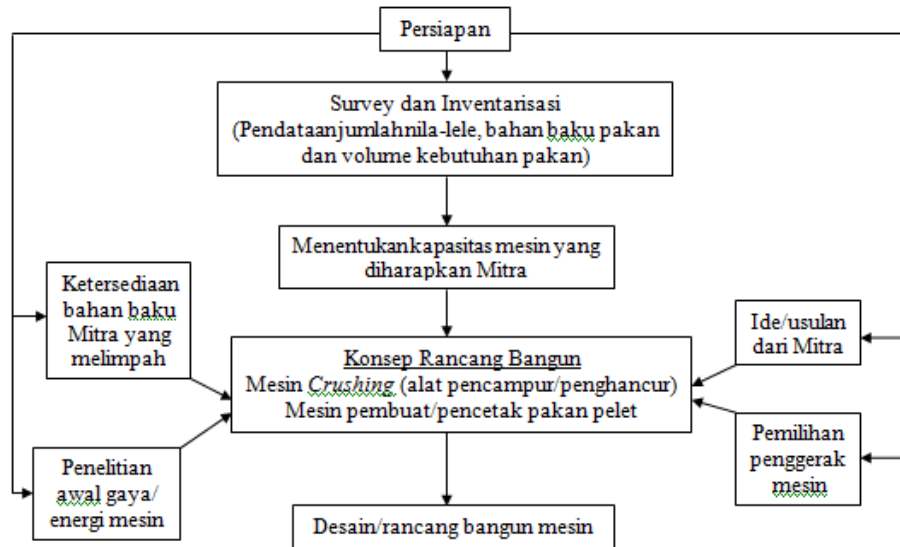 Persiapan
Survey dan Inventarisasi
(Pendataanjumlahnila-lele, bahan baku pakan
dan volume kebutuhan pakan)
Menentukankapasitas mesin yang
diharapkan Mitra
Ketersediaan
bahan baku
Mitra yang
melimpah
Ide/usulan
dari Mitra
Konsep Rancang Bangun
Mesin Crushing (alat pencampur/penghancur)
Mesin pembuat/pencetak pakan pelet
Penelitian
awal gaya/
energi mesin
Pemilihan
penggerak
mesin
Desain/rancang bangun mesin